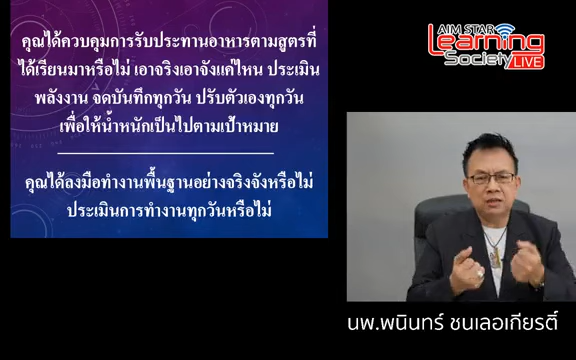 คุณได้ควบคุมการรับประทานอาหารตามสูตรที่
ได้เรียนมาหรือไม่ เอาจริงเอาจังแค่ไหน ประเมิน
พลังงาน จดบันทึกทุกวัน ปรับตัวเองทุกวัน
เพื่อให้น้ำหนักเป็นไปตามเป้าหมาย
คุณได้ลงมือทำงานพื้นฐานอย่างจริงจังหรือไม่
ประเมินการทำงานทุกวันหรือไม่
AIM STAR
Learning
Society LIVE
นพ.พนินทร์ ชนเลอเกียรติ์